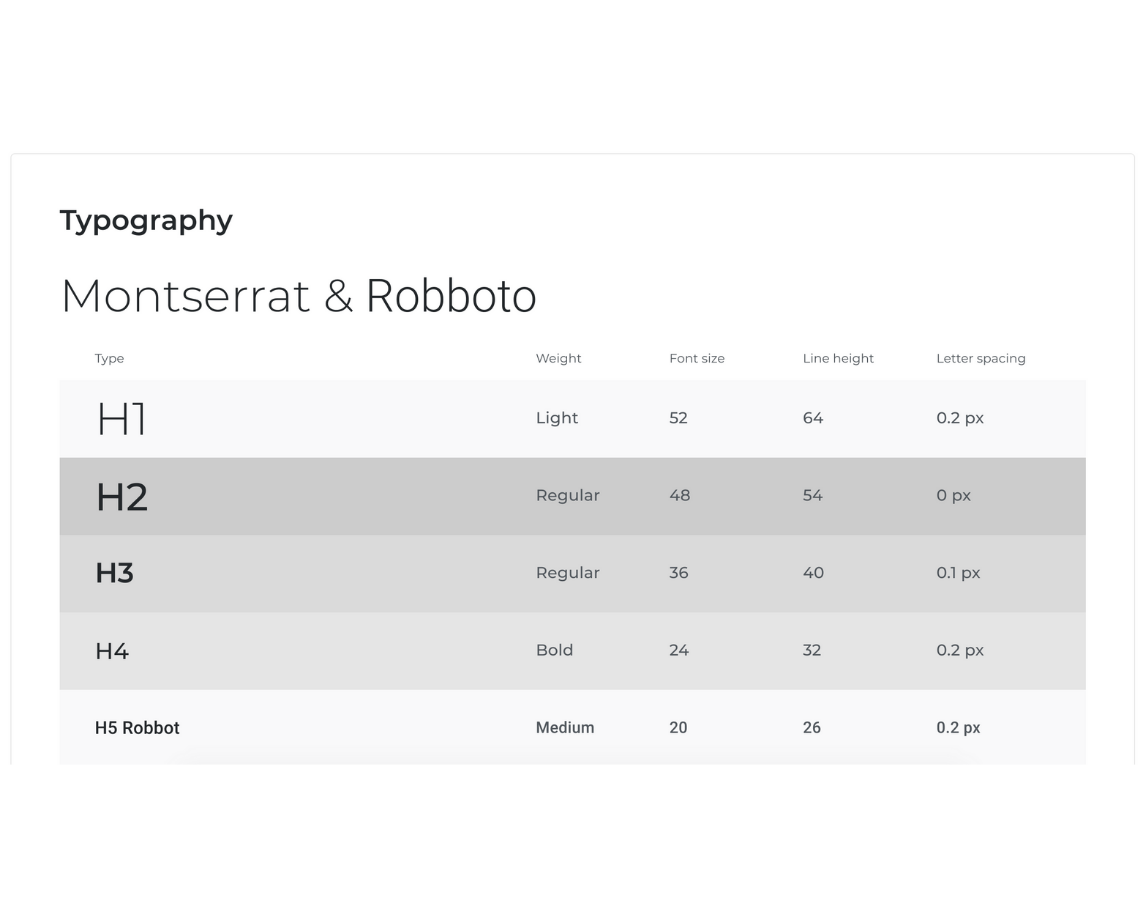 Typography
Montserrat & Robboto
Type Weight Font size Line height Letter spacing
H1 Light 52 64 0.2 px
H2 Regular 48 54 0 px
H3 Regular 36 40 0.1 px
H4 Bold 24 32 0.2 px
H5 Robbot Medium 20 26 0.2 px